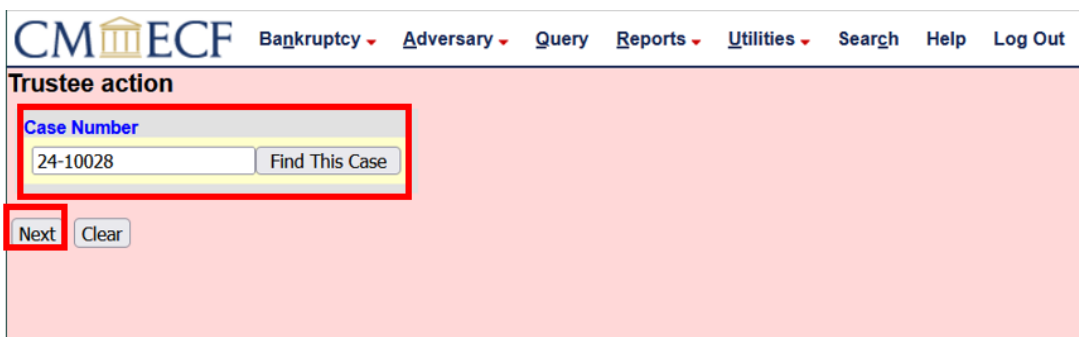 CM ECF Bankruptcy Adversary Query Reports Utilities Search Help Log Out
Trustee action
Case Number
24-10028 Find This Case
Next Clear